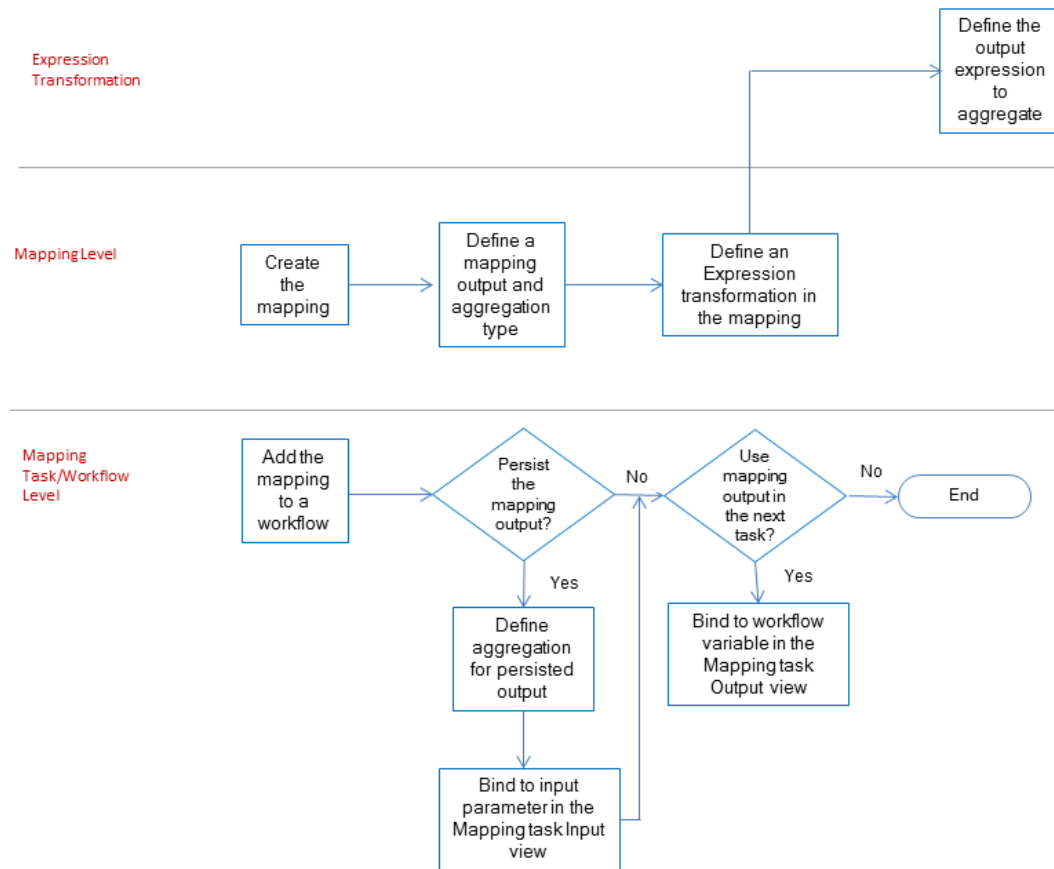 Expression
Transformation
Define the
output
expression
to
aggregate
Mapping Level
Create
the
mapping
Define a
mapping
output and
aggregation
type
Define an
Expression
transformation in
the mapping
Mapping
Task/Workflow
Level
Add the
mapping
to a
workflow
Persist
the
mapping
output?
No
Use
mapping
output in
the next
task?
No
End
Yes
Yes
Define
aggregation
for persisted
output
Bind to workflow
variable in the
Mapping task
Output view
Bind to input
parameter in the
Mapping task Input
view